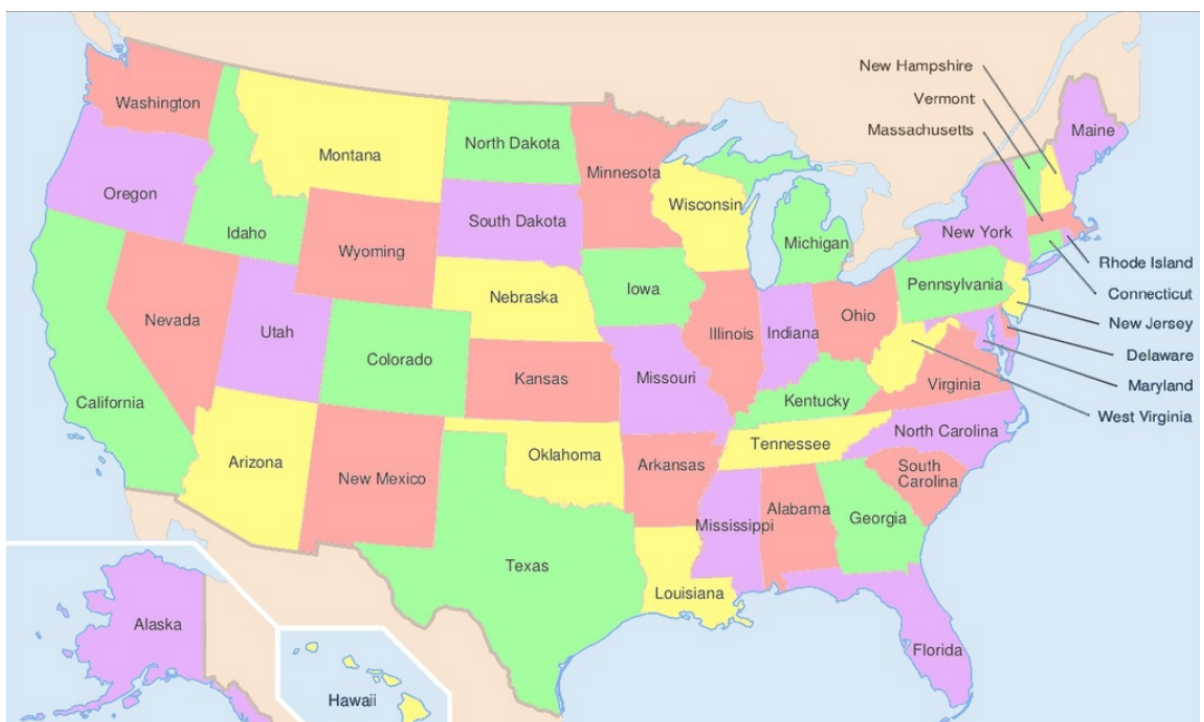 New Hampshire
Vermont
Massachusetts
Washington
Montana
North Dakota
Minnesota
Maine
Oregon
Idaho
Wyoming
South Dakota
Wisconsin
Michigan
New York
Rhode Island
Connecticut
New Jersey
Delaware
Maryland
West Virginia
Nevada
Utah
Colorado
Nebraska
Iowa
Illinois
Indiana
Ohio
Pennsylvania
California
Kansas
Missouri
Kentucky
Virginia
Arizona
New Mexico
Oklahoma
Arkansas
Tennessee
North Carolina
South
Carolina
Texas
Louisiana
Mississippi
Alabama
Georgia
Florida
Alaska
Hawaii